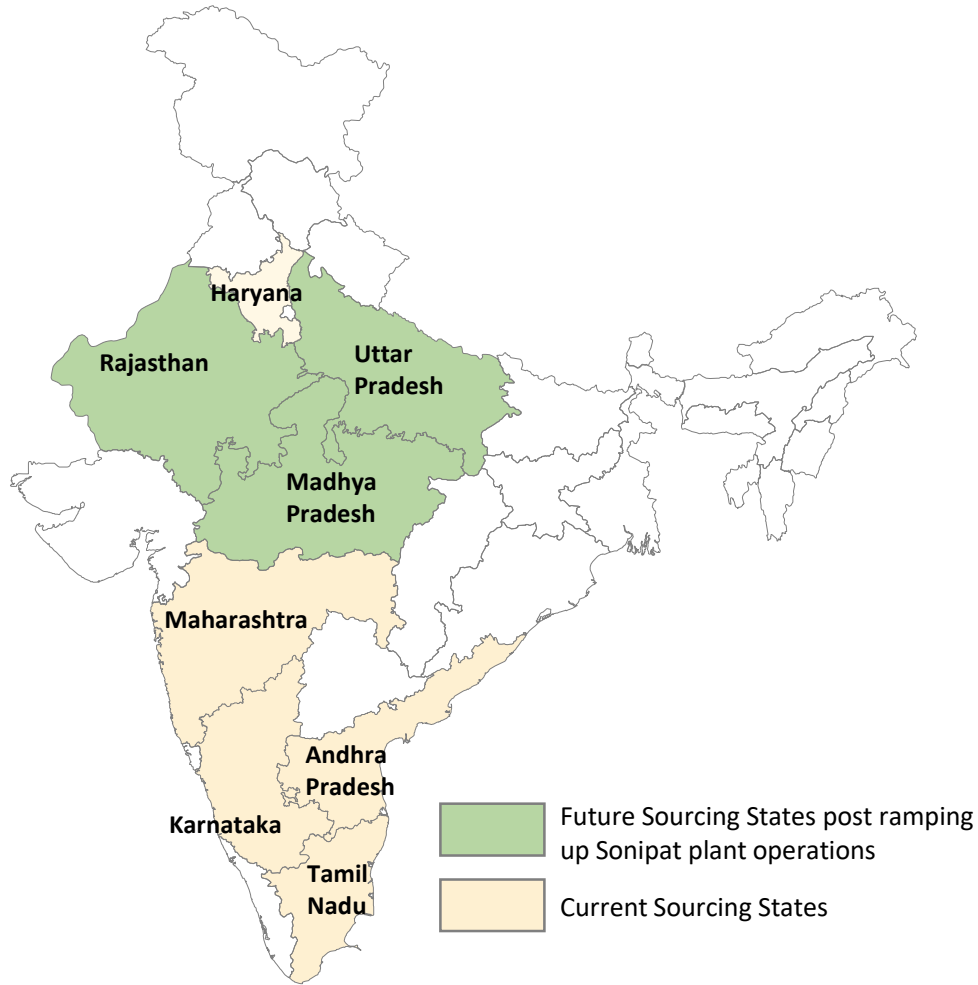 Haryana
Rajasthan
Uttar
Pradesh
Madhya
Pradesh
Maharashtra
Andhra
Pradesh
Karnataka
Tamil
Nadu
Future Sourcing States post ramping
up Sonipat plant operations
Current Sourcing States